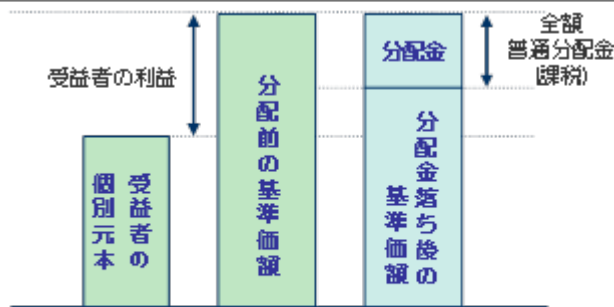 受益者の利益
受益者の
個別元本
分配前の基準価額
分配金
分配金落ち後の
基準価額
全額
普通分配金
(課税)